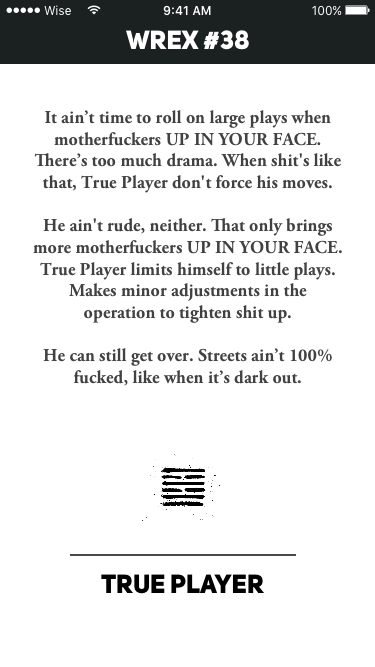 Wise 9:41 AM 100%
WREX #38
It ain’t time to roll on large plays when
motherfuckers UP IN YOUR FACE.
There’s too much drama. When shit's like
that, True Player don't force his moves.
He ain't rude, neither. That only brings
more motherfuckers UP IN YOUR FACE.
True Player limits himself to little plays.
Makes minor adjustments in the
operation to tighten shit up.
He can still get over. Streets ain’t 100%
fucked, like when it’s dark out.
TRUE PLAYER